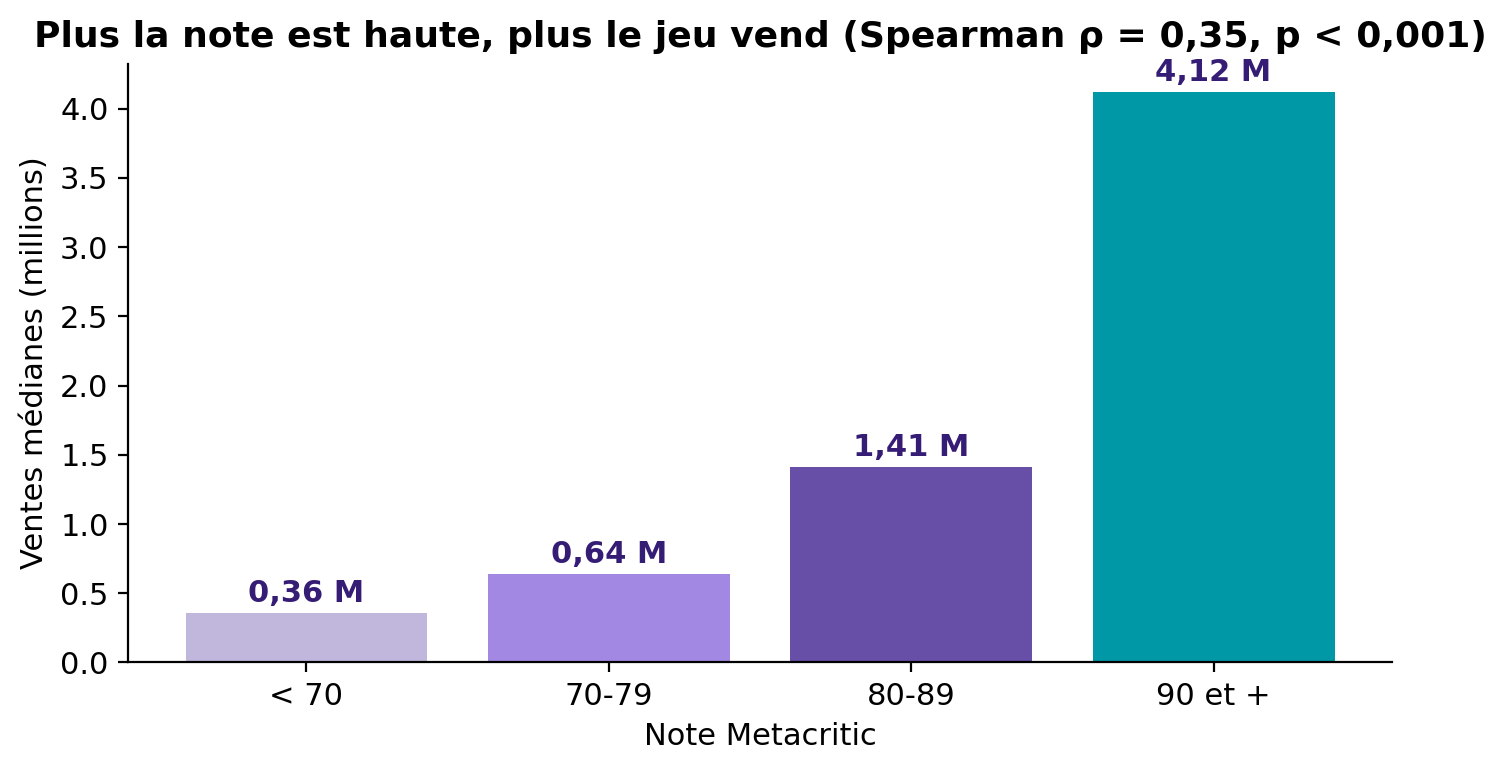 Plus la note est haute, plus le jeu vend (Spearman ρ = 0,35, p < 0,001)
4,12 M
4.0
3.5
3.0
2.5
2.0
1.5
1.0
0.5
0.0
Ventes médianes (millions)
1,41 M
0,64 M
0,36 M
< 70
70-79
80-89
90 et +
Note Metacritic